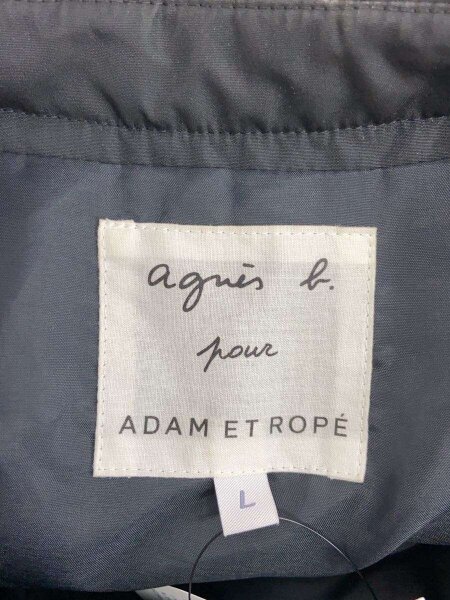 agnès b.
pour
ADAM ET ROPÉ
L